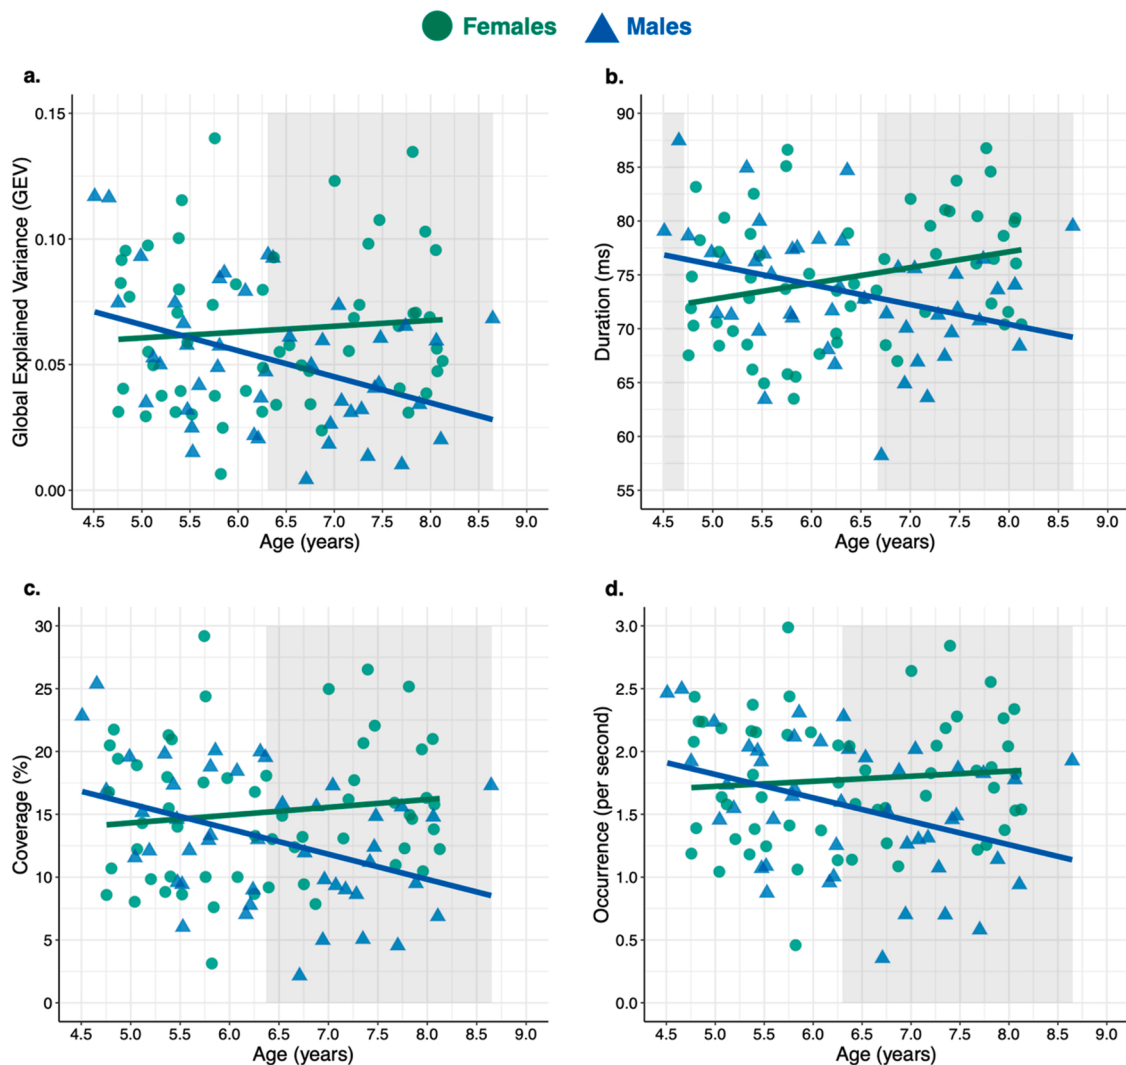 Females Males
a.
Global Explained Variance (GEV)
0.15
0.10
0.05
0.00
4.5 5.0 5.5 6.0 6.5 7.0 7.5 8.0 8.5 9.0
Age (years)
b.
Duration (ms)
90
85
80
75
70
65
60
55
4.5 5.0 5.5 6.0 6.5 7.0 7.5 8.0 8.5 9.0
Age (years)
c.
Coverage (%)
30
25
20
15
10
5
0
4.5 5.0 5.5 6.0 6.5 7.0 7.5 8.0 8.5 9.0
Age (years)
d.
Occurrence (per second)
3.0
2.5
2.0
1.5
1.0
0.5
0.0
4.5 5.0 5.5 6.0 6.5 7.0 7.5 8.0 8.5 9.0
Age (years)